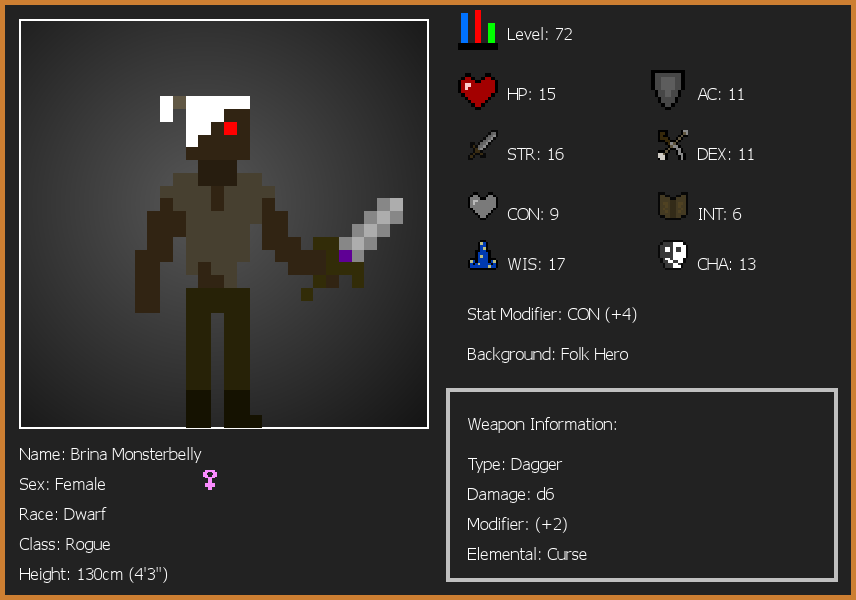 Level: 72
HP: 15
AC: 11
STR: 16
DEX: 11
CON: 9
INT: 6
WIS: 17
CHA: 13
Stat Modifier: CON (+4)
Background: Folk Hero
Weapon Information:
Type: Dagger
Damage: d6
Modifier: (+2)
Elemental: Curse
Name: Brina Monsterbelly
Sex: Female
Race: Dwarf
Class: Rogue
Height: 130cm (4'3")